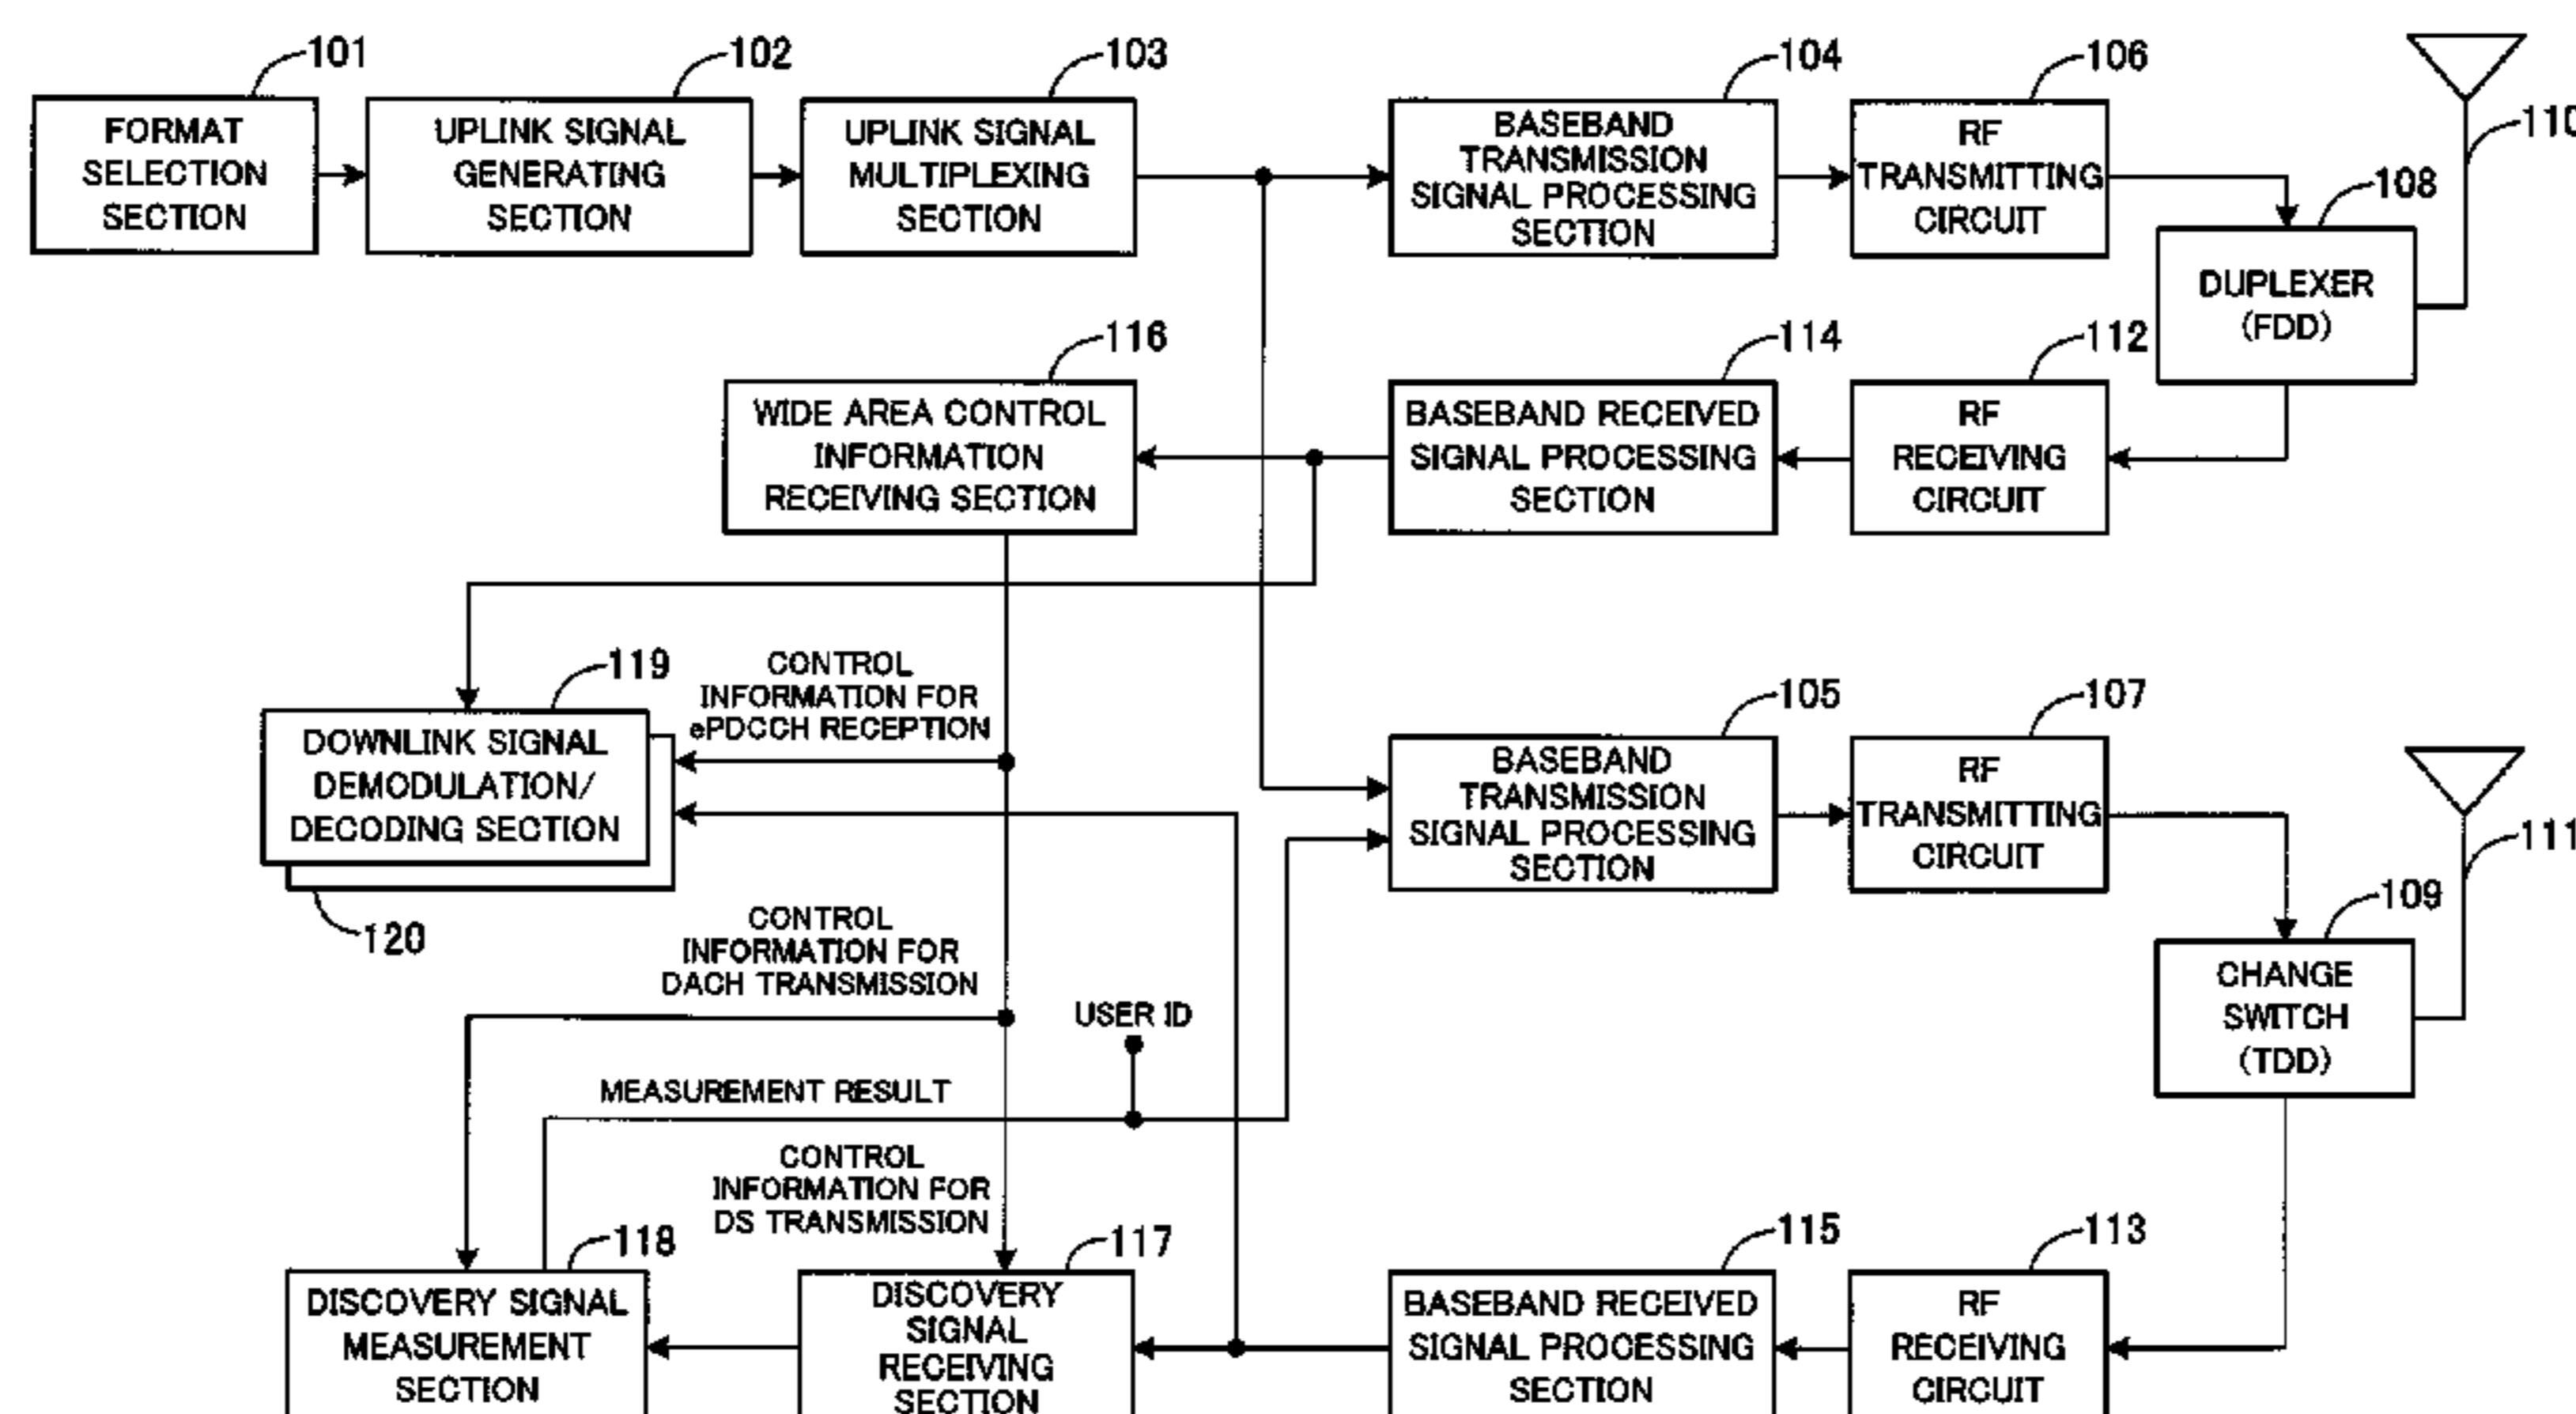 101
102
103
104
106
110
FORMAT
SELECTION
SECTION
UPLINK SIGNAL
GENERATING
SECTION
UPLINK SIGNAL
MULTIPLEXING
SECTION
BASEBAND
TRANSMISSION
SIGNAL PROCESSING
SECTION
RF
TRANSMITTING
CIRCUIT
108
DUPLEXER
(FDD)
116
114
112
WIDE AREA CONTROL
INFORMATION
RECEIVING SECTION
BASEBAND RECEIVED
SIGNAL PROCESSING
SECTION
RF
RECEIVING
CIRCUIT
119
CONTROL
INFORMATION FOR
ePDCCH RECEPTION
105
107
111
DOWNLINK SIGNAL
DEMODULATION/
DECODING SECTION
120
BASEBAND
TRANSMISSION
SIGNAL PROCESSING
SECTION
RF
TRANSMITTING
CIRCUIT
109
CHANGE
SWITCH
(TDD)
CONTROL
INFORMATION FOR
DACH TRANSMISSION
USER ID
MEASUREMENT RESULT
CONTROL
INFORMATION FOR
DS TRANSMISSION
118
117
115
113
DISCOVERY SIGNAL
MEASUREMENT
SECTION
DISCOVERY
SIGNAL
RECEIVING
SECTION
BASEBAND RECEIVED
SIGNAL PROCESSING
SECTION
RF
RECEIVING
CIRCUIT